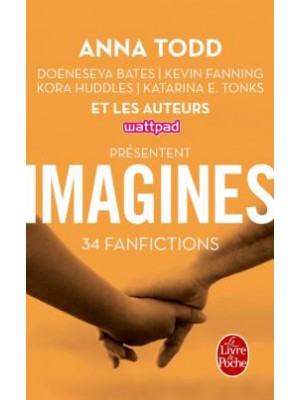 ANNA TODD
DOENESEYA BATES | KEVIN FANNING
KORA HUDDLES | KATARINA E. TONKS
ET LES AUTEURS
wattpad
PRÉSENTENT
IMAGINES
34 FANFICTIONS
Le
Livre
de
Poche